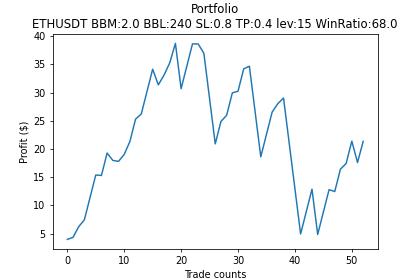 Portfolio
ETHUSDT BBM:2.0 BBL:240 SL:0.8 TP:0.4 lev:15 WinRatio:68.0
40
35
30
25
20
15
10
5
Profit ($)
0 10 20 30 40 50
Trade counts